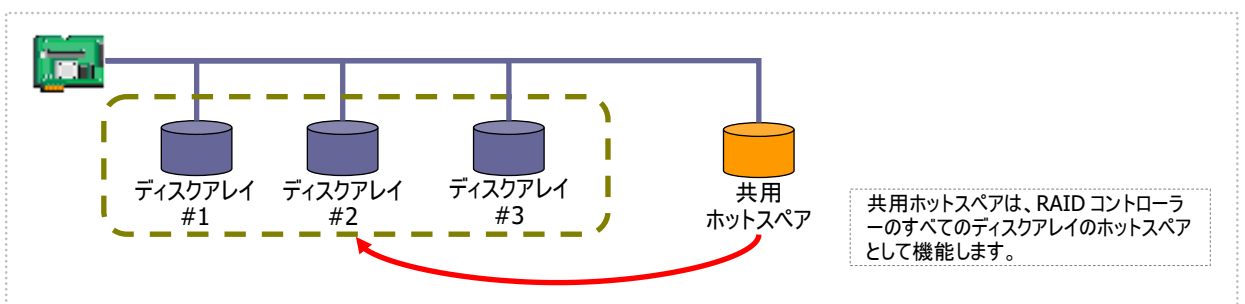 ディスクアレイ
#1
ディスクアレイ
#2
ディスクアレイ
#3
共用
ホットスペア
共用ホットスペアは、RAID コントローラ
ーのすべてのディスクアレイのホットスペア
として機能します。